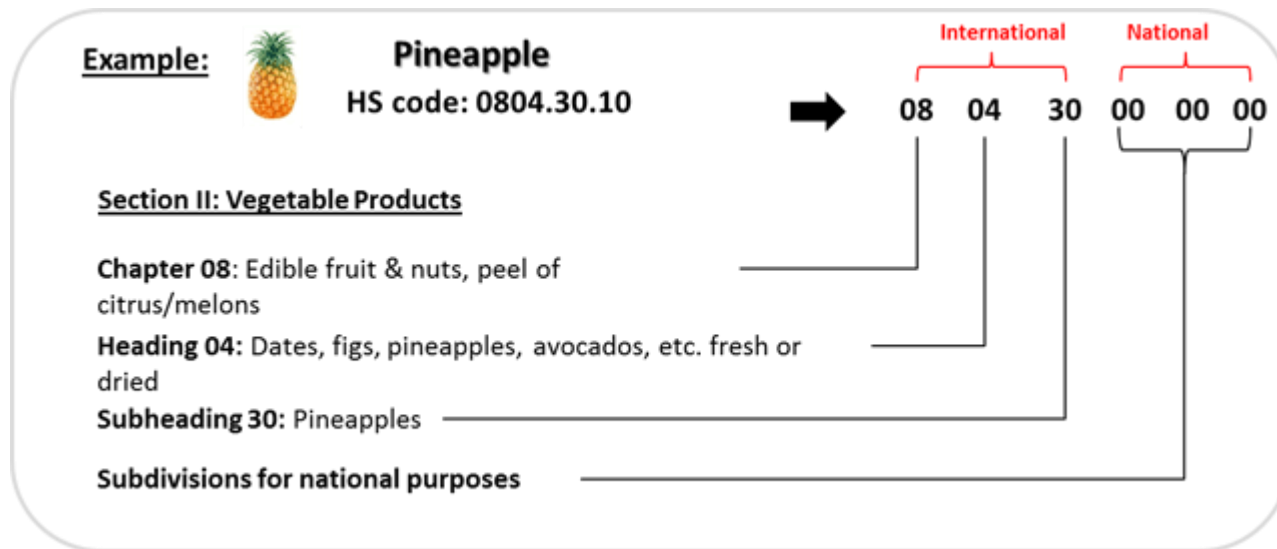 International National
Example: Pineapple
HS code: 0804.30.10
08 04 30 00 00 00
Section II: Vegetable Products
Chapter 08: Edible fruit & nuts, peel of
citrus/melons
Heading 04: Dates, figs, pineapples, avocados, etc. fresh or
dried
Subheading 30: Pineapples
Subdivisions for national purposes